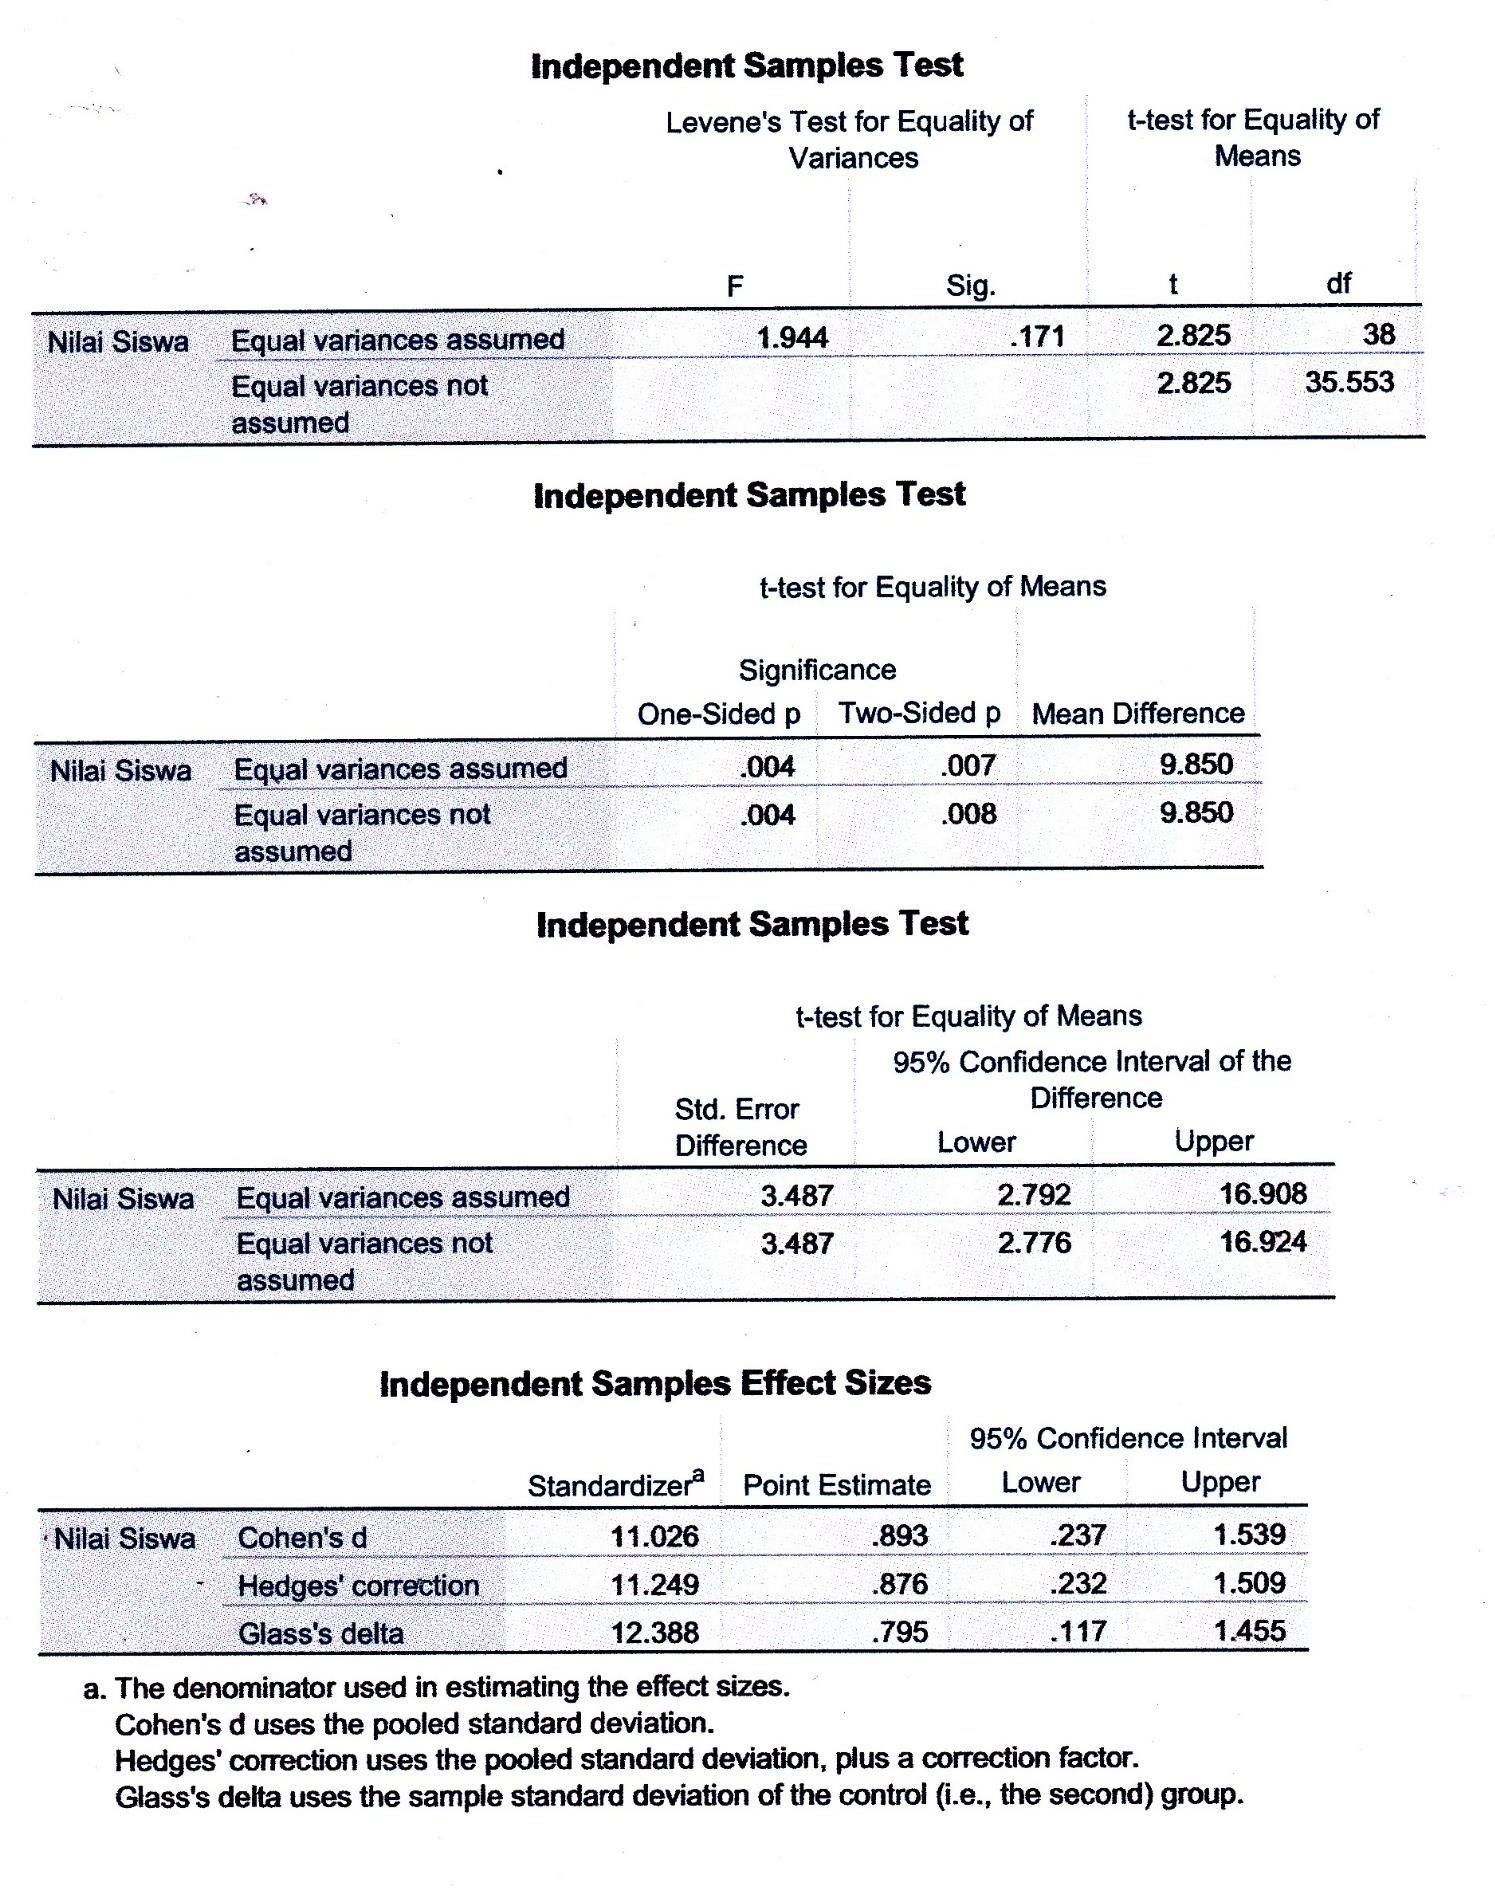 Independent Samples Test
Levene's Test for Equality of Variances t-test for Equality of Means
F Sig. t df
Nilai Siswa Equal variances assumed 1.944 .171 2.825 38
Equal variances not assumed 2.825 35.553
Independent Samples Test
t-test for Equality of Means
Significance
One-Sided p Two-Sided p Mean Difference
Nilai Siswa Equal variances assumed .004 .007 9.850
Equal variances not assumed .004 .008 9.850
Independent Samples Test
t-test for Equality of Means
95% Confidence Interval of the Difference
Std. Error Difference Lower Upper
Nilai Siswa Equal variances assumed 3.487 2.792 16.908
Equal variances not assumed 3.487 2.776 16.924
Independent Samples Effect Sizes
95% Confidence Interval
Standardizerᵃ Point Estimate Lower Upper
Nilai Siswa Cohen's d 11.026 .893 .237 1.539
Hedges' correction 11.249 .876 .232 1.509
Glass's delta 12.388 .795 .117 1.455
a. The denominator used in estimating the effect sizes.
Cohen's d uses the pooled standard deviation.
Hedges' correction uses the pooled standard deviation, plus a correction factor.
Glass's delta uses the sample standard deviation of the control (i.e., the second) group.